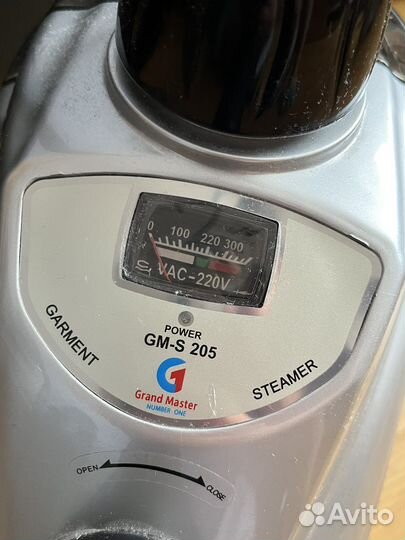 0 100 220 300
VAC-220V
POWER
GM-S 205
GARMENT
STEAMER
Grand Master
NUMBER ONE
OPEN
CLOSE
Avito